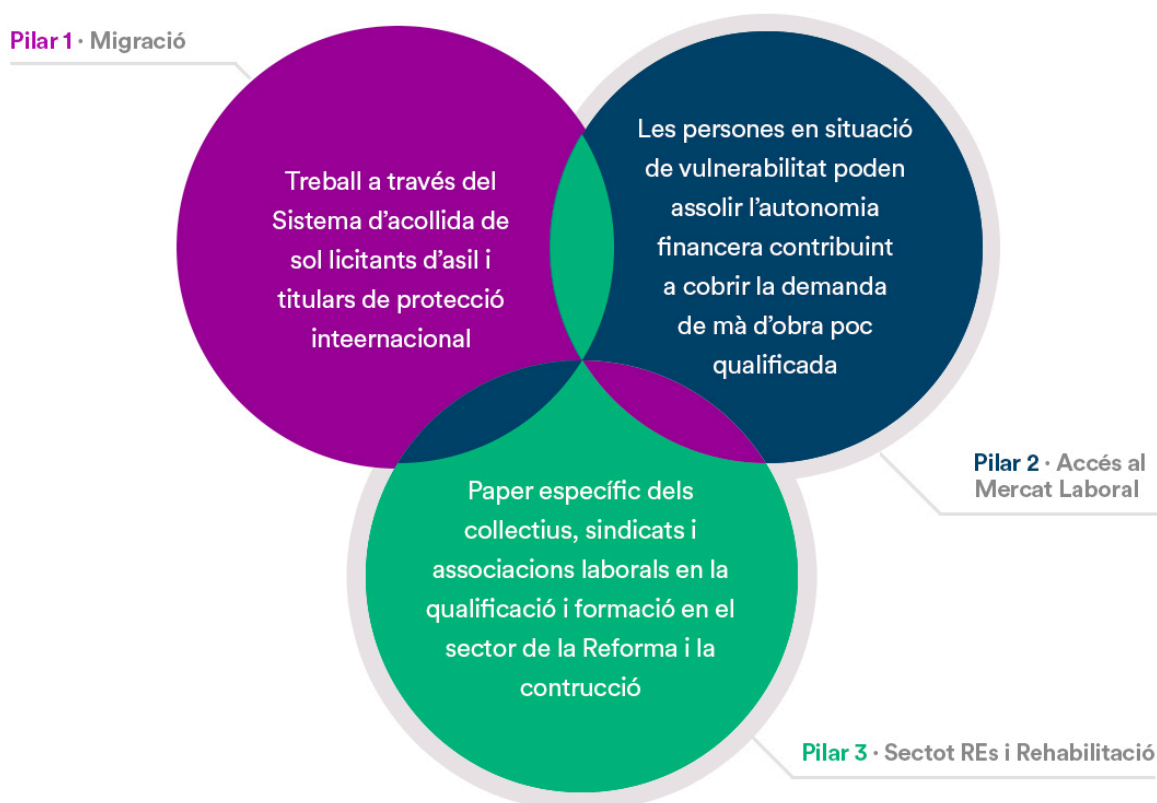 Pilar 1 · Migració
Treball a través del
Sistema d’acollida de
sol licitants d’asil i
titulars de protecció
inteernacional
Les persones en situació
de vulnerabilitat poden
assolir l’autonomia
financera contribuint
a cobrir la demanda
de mà d’obra poc
qualificada
Pilar 2 · Accés al
Mercat Laboral
Paper específic dels
collectius, sindicats i
associacions laborals en la
qualificació i formació en el
sector de la Reforma i la
contrucció
Pilar 3 · Sectot REs i Rehabilitació